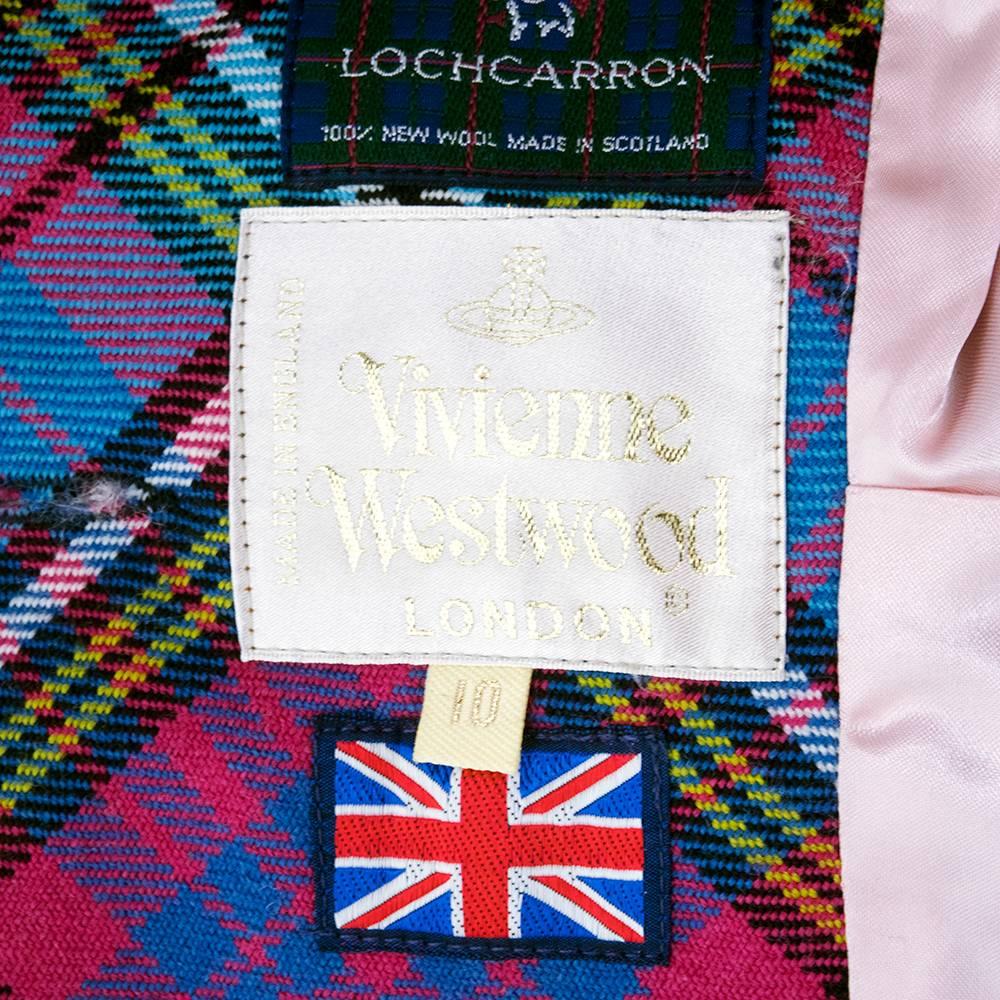 LOCHCARRON
100% NEW WOOL MADE IN SCOTLAND
MADE IN ENGLAND
Vivienne
Westwood
LONDON ®
10